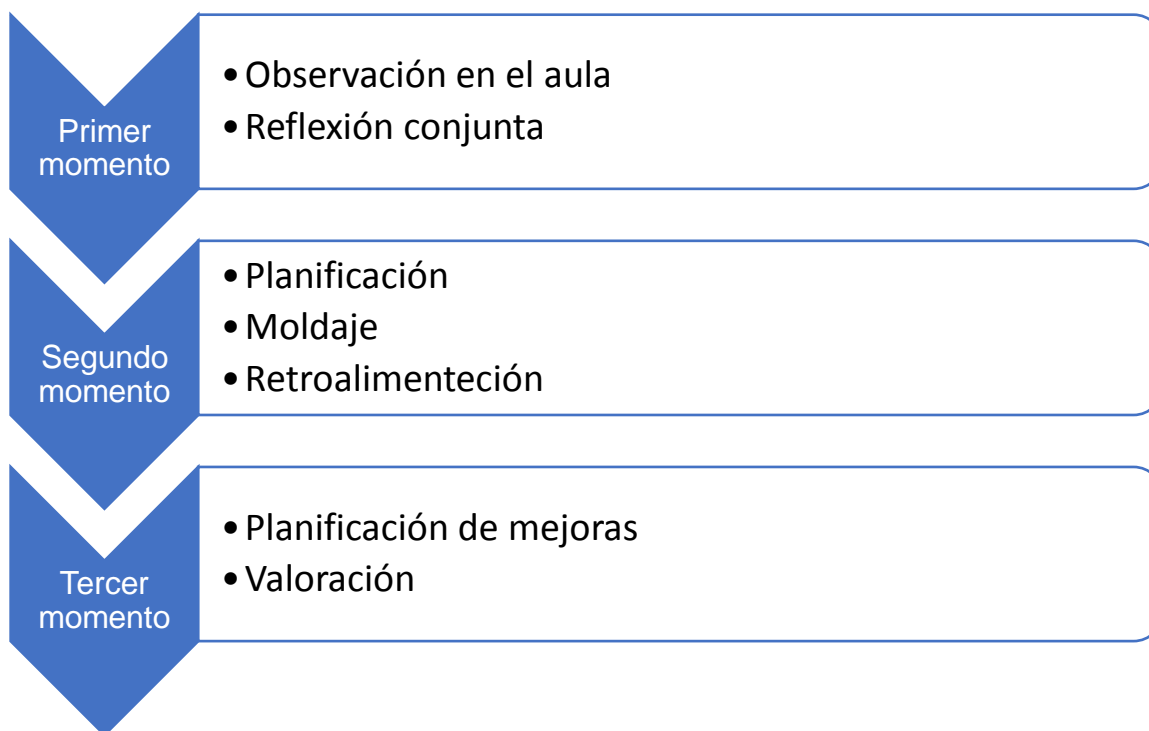 Primer
momento
• Observación en el aula
• Reflexión conjunta
Segundo
momento
• Planificación
• Moldaje
• Retroalimenteción
Tercer
momento
• Planificación de mejoras
• Valoración